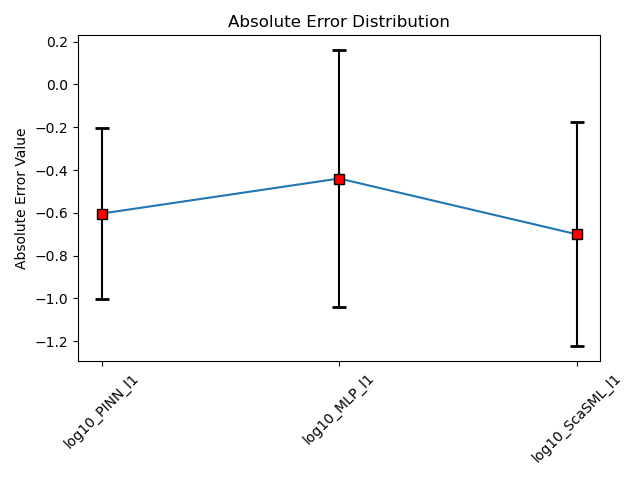 Absolute Error Distribution
Absolute Error Value
0.2
0.0
−0.2
−0.4
−0.6
−0.8
−1.0
−1.2
log10_PINN_l1
log10_MLP_l1
log10_ScaSML_l1